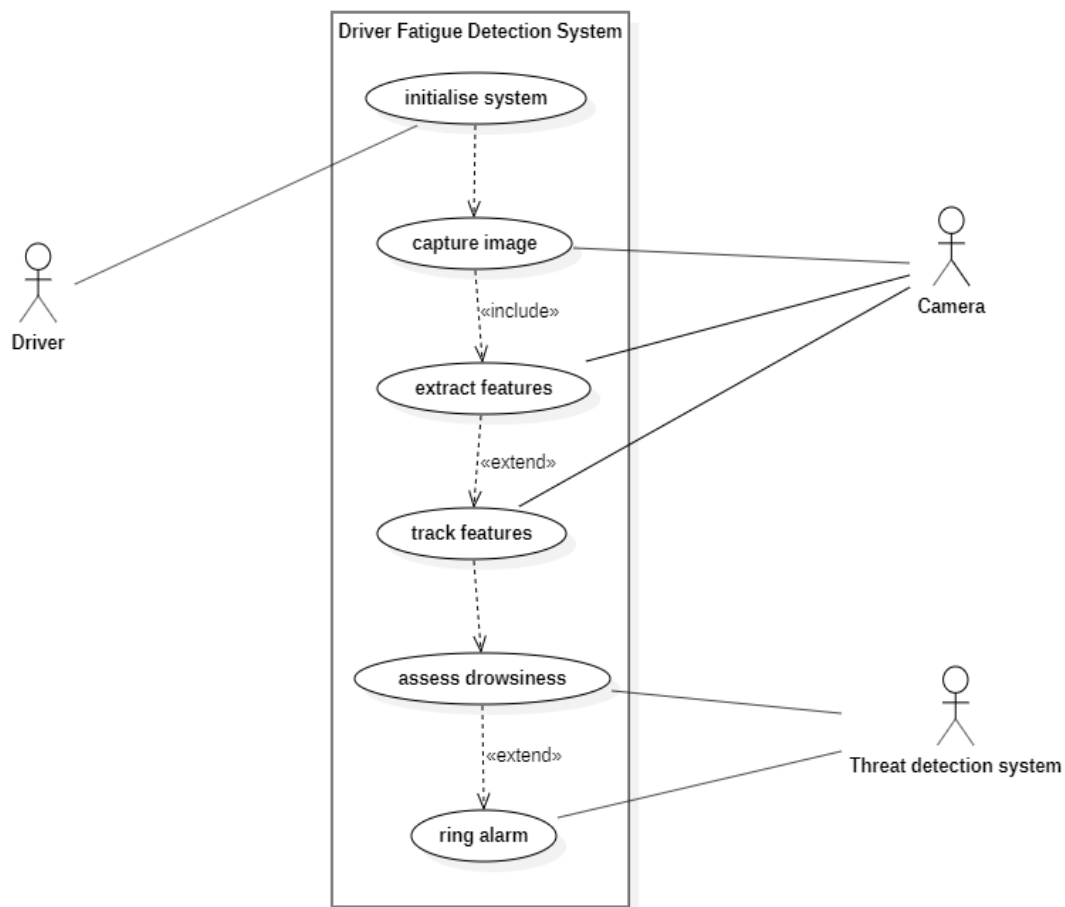 Driver Fatigue Detection System
initialise system
capture image
Driver
Camera
«include»
extract features
«extend»
track features
assess drowsiness
Threat detection system
«extend»
ring alarm